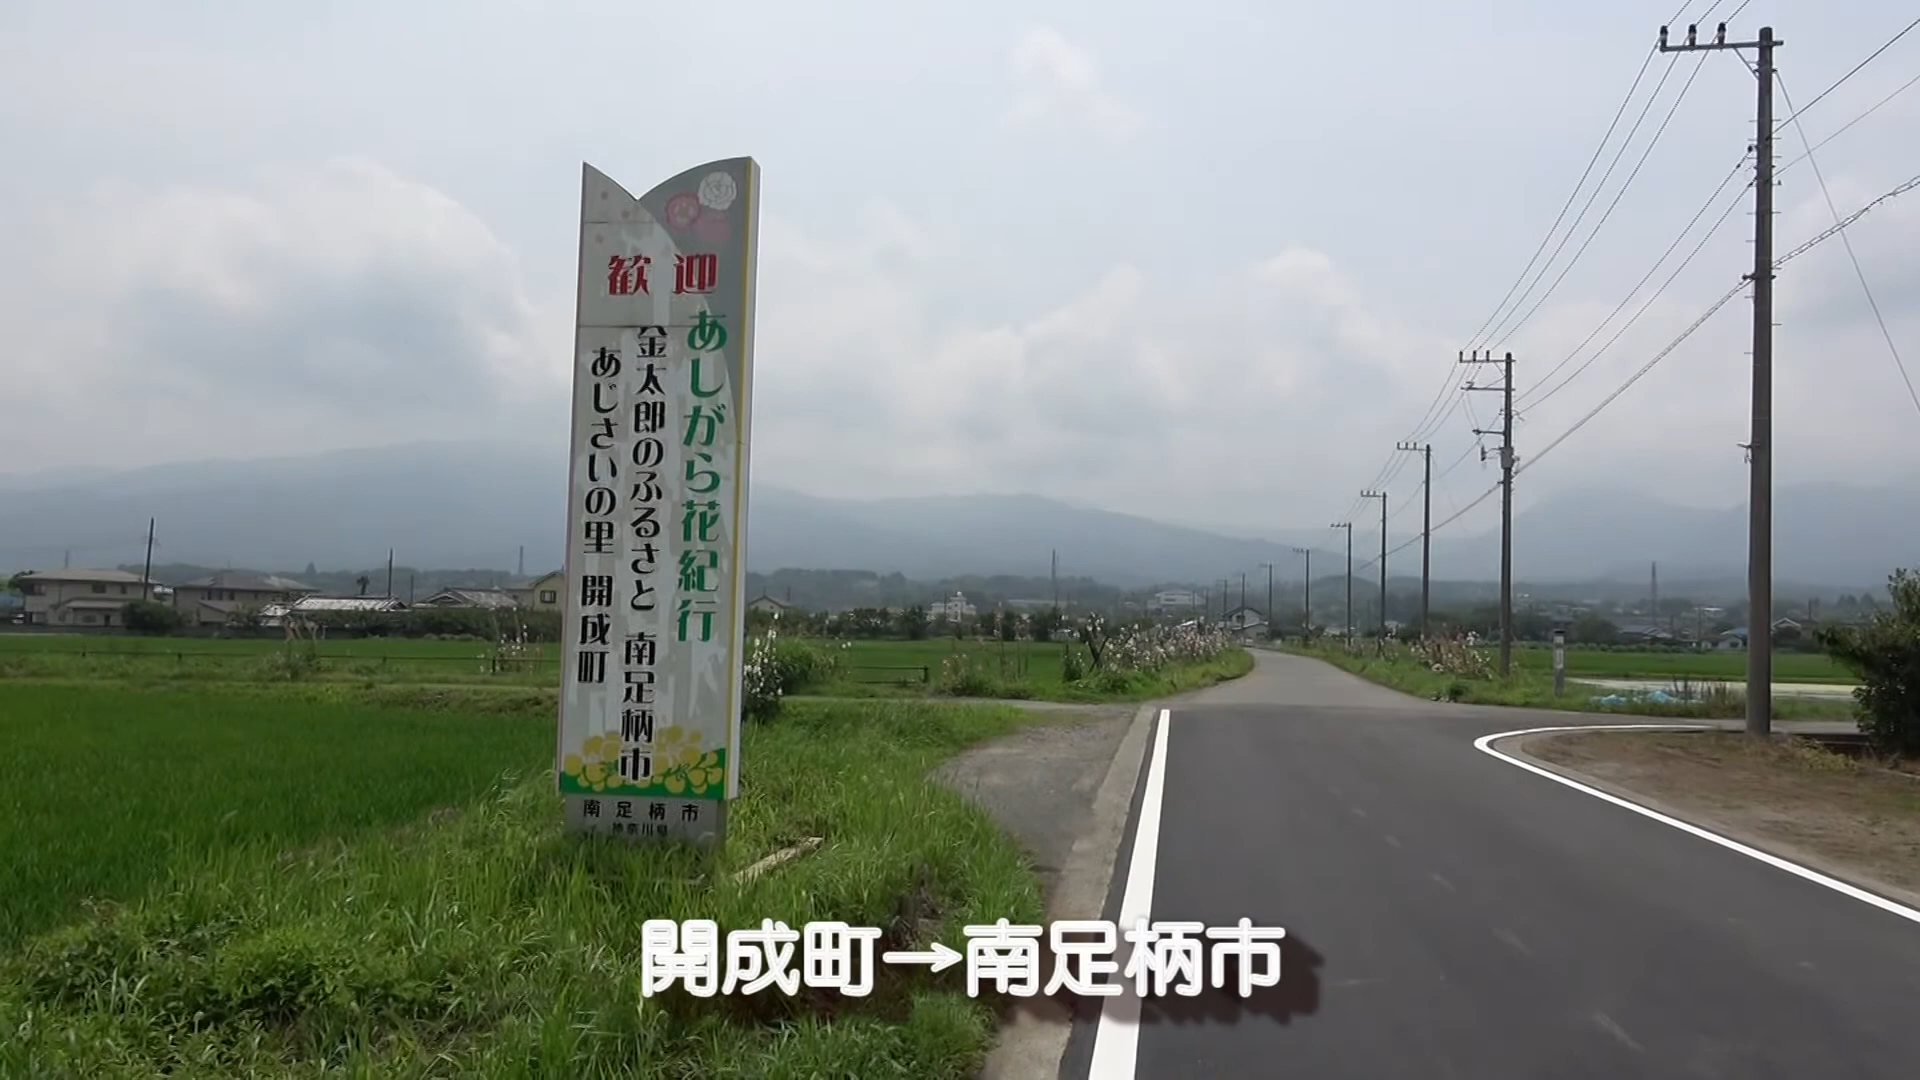 歓迎
あしがら花紀行
金太郎のふるさと 南足柄市
あじさいの里 開成町
南足柄市
神奈川県
開成町→南足柄市